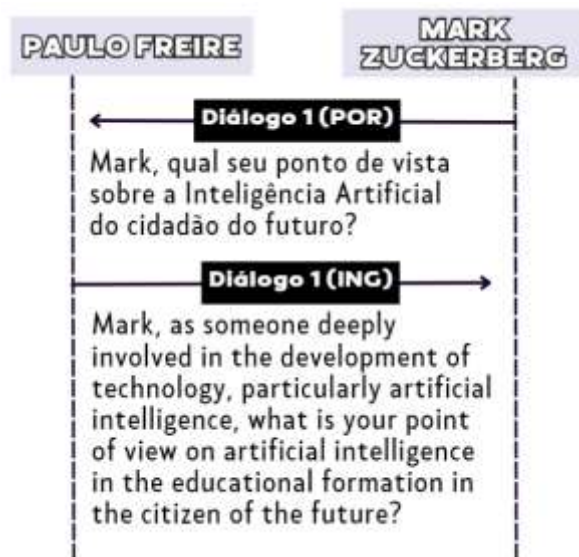 PAULO FREIRE
MARK
ZUCKERBERG
Diálogo 1 (POR)
Mark, qual seu ponto de vista
sobre a Inteligência Artificial
do cidadão do futuro?
Diálogo 1 (ING)
Mark, as someone deeply
involved in the development of
technology, particularly artificial
intelligence, what is your point
of view on artificial intelligence
in the educational formation in
the citizen of the future?